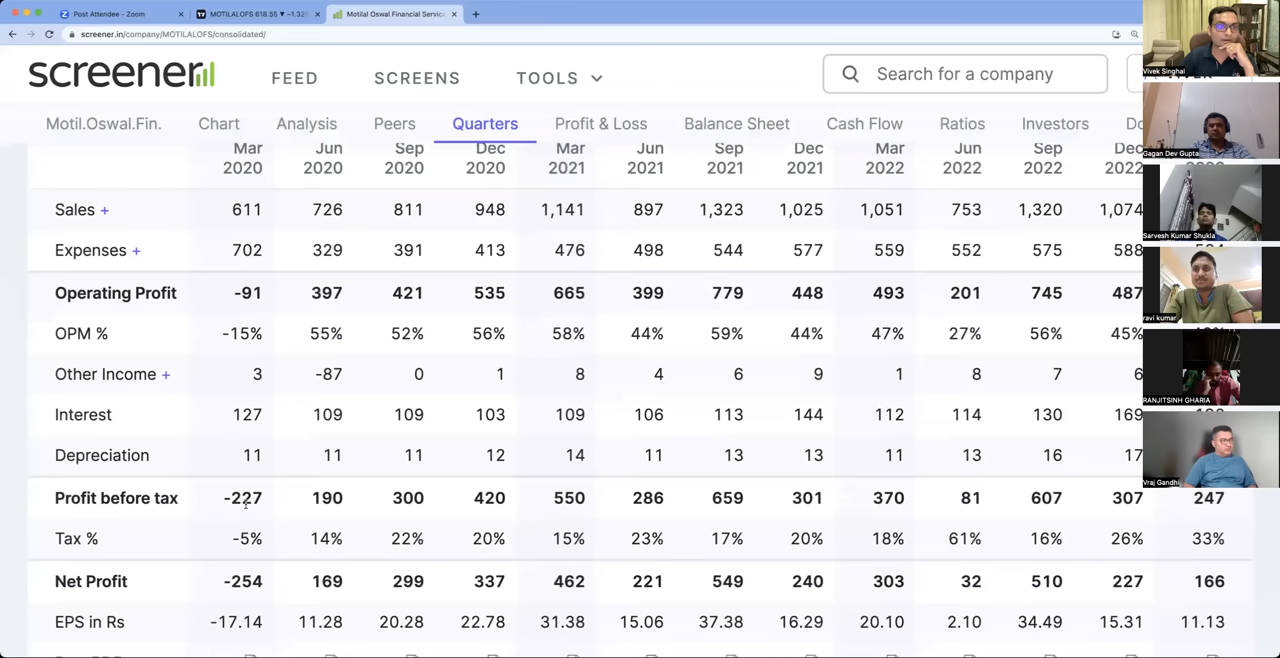 Post Attendee - Zoom × MOTILALOFS 618.55 ▼ −1.32% × Motilal Oswal Financial Service × +
screener.in/company/MOTILALOFS/consolidated/
screener FEED SCREENS TOOLS Search for a company
Motil.Oswal.Fin. Chart Analysis Peers Quarters Profit & Loss Balance Sheet Cash Flow Ratios Investors Do
Mar Jun Sep Dec Mar Jun Sep Dec Mar Jun Sep Dec
2020 2020 2020 2021 2021 2021 2021 2022 2022 2022 2022
Sales + 611 726 811 948 1,141 897 1,323 1,025 1,051 753 1,320 1,074
Expenses + 702 329 391 413 476 498 544 577 559 552 575 588
Operating Profit -91 397 421 535 665 399 779 448 493 201 745 487
OPM % -15% 55% 52% 58% 44% 59% 44% 47% 27% 56% 45%
Other Income + 3 -87 0 1 8 4 6 9 1 8 7 6
Interest 127 109 109 109 106 113 144 112 114 130 169
Depreciation 11 11 11 12 14 11 13 13 11 13 16 17
Profit before tax -227 190 300 420 550 286 659 301 370 81 607 307 247
Tax % -5% 14% 22% 20% 15% 23% 17% 20% 18% 61% 16% 26% 33%
Net Profit -254 169 299 337 462 221 549 240 303 32 510 227 166
EPS in Rs -17.14 11.28 20.28 22.78 31.38 15.06 37.38 16.29 20.10 2.10 34.49 15.31 11.13
Vivek Singhal
Gagan Dev Gupta
Sarvesh Kumar Shukla
ravi kumar
RANJITSINH GHARIA
Vraj Gandhi